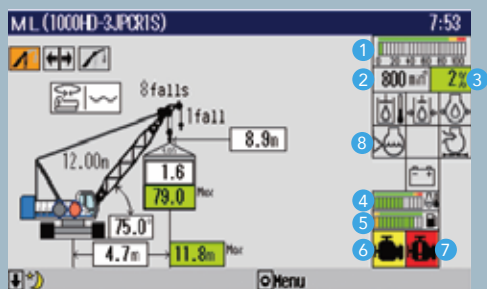 ML(1000HD-3JPCR1S) 7:53
1
0 20 40 60 80 100
2 800 min⁻¹ 2% 3
8falls
1fall
8
8.9m
12.00m
1.6
79.0 Max
4
5
75.0°
4.7m 11.8m Max
6 7
Menu